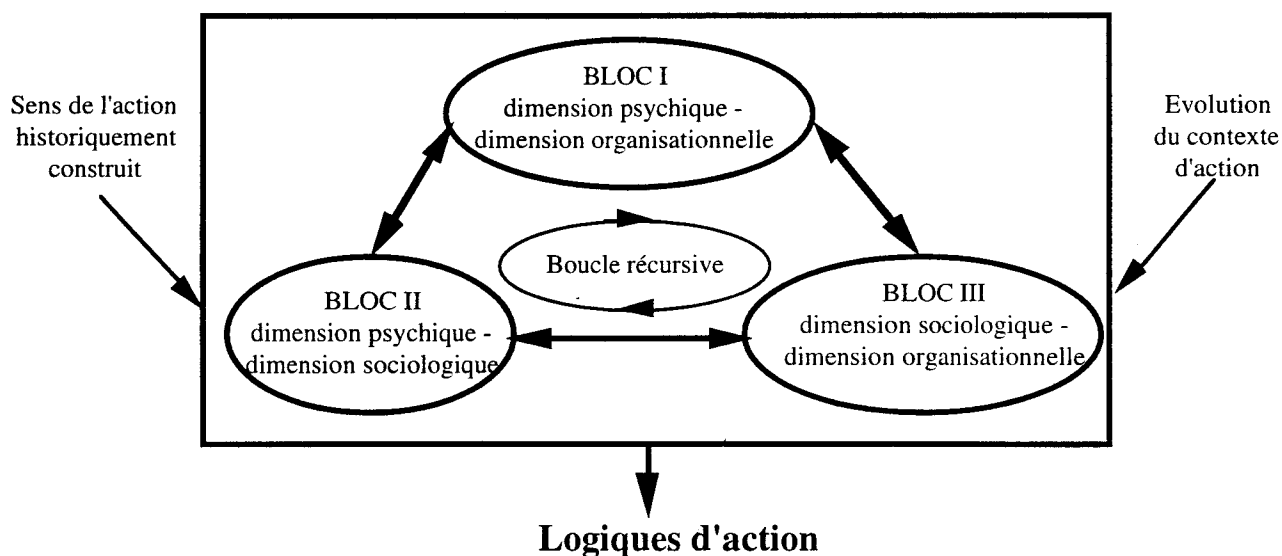 BLOC I
dimension psychique -
dimension organisationnelle
Sens de l'action
historiquement
construit
Evolution
du contexte
d'action
Boucle récursive
BLOC II
dimension psychique -
dimension sociologique
BLOC III
dimension sociologique -
dimension organisationnelle
Logiques d'action